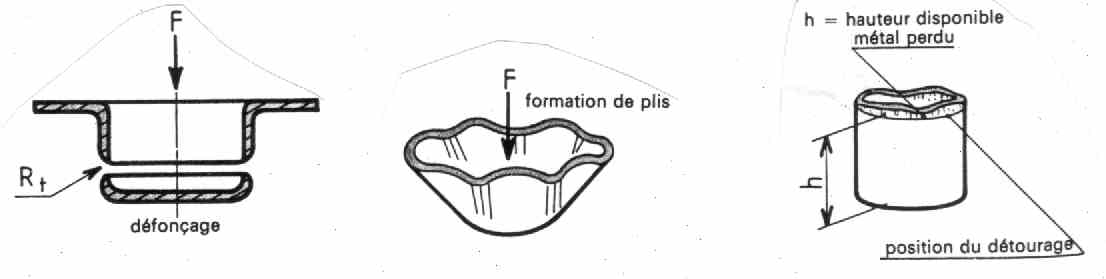 F
R t
défonçage
F
formation de plis
h = hauteur disponible
métal perdu
h
position du détourage